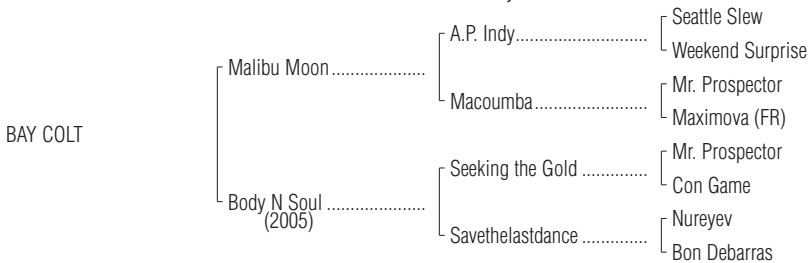 Seattle Slew
A.P. Indy
Weekend Surprise
Malibu Moon
Mr. Prospector
Macoumba
Maximova (FR)
BAY COLT
Mr. Prospector
Seeking the Gold
Con Game
Body N Soul
(2005)
Nureyev
Savethelastdance
Bon Debarras